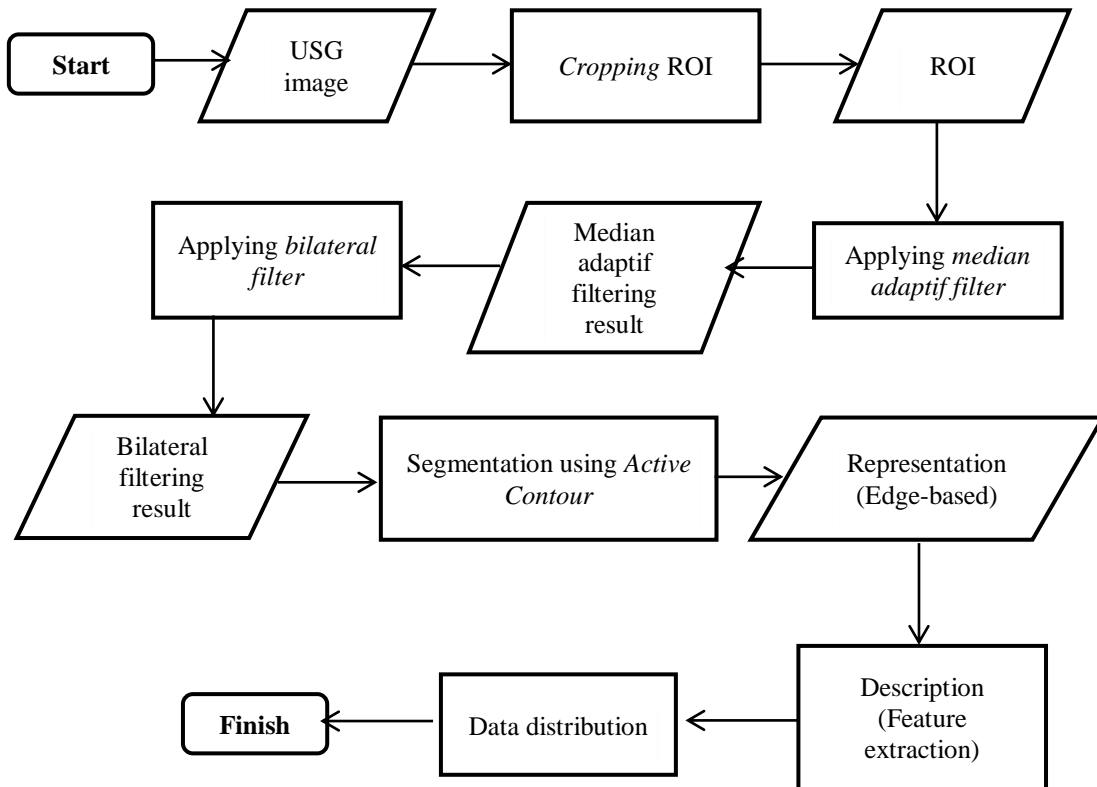 Start
USG
image
Cropping ROI
ROI
Applying median
adaptif filter
Median
adaptif
filtering
result
Applying bilateral
filter
Bilateral
filtering
result
Segmentation using Active
Contour
Representation
(Edge-based)
Description
(Feature
extraction)
Data distribution
Finish